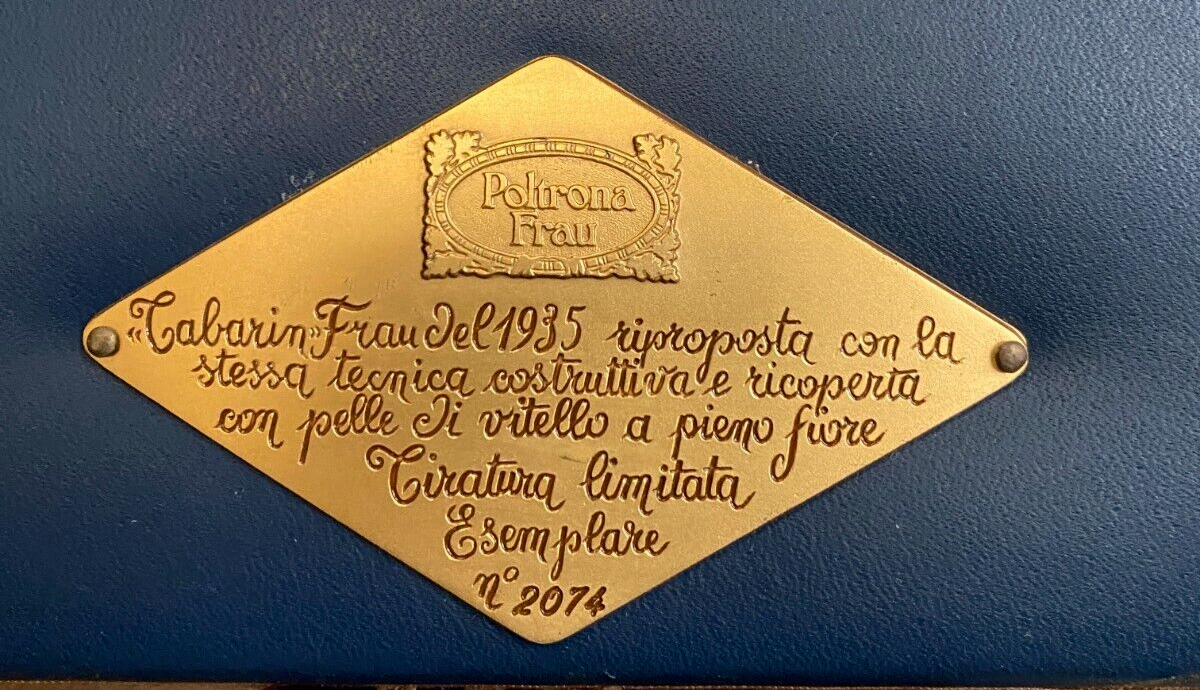 Poltrona
Frau
«Tabarin» Frau del 1935 riproposta con la
stessa tecnica costruttiva e ricoperta
con pelle di vitello a pieno fiore
Tiratura limitata
Esemplare
n° 2074